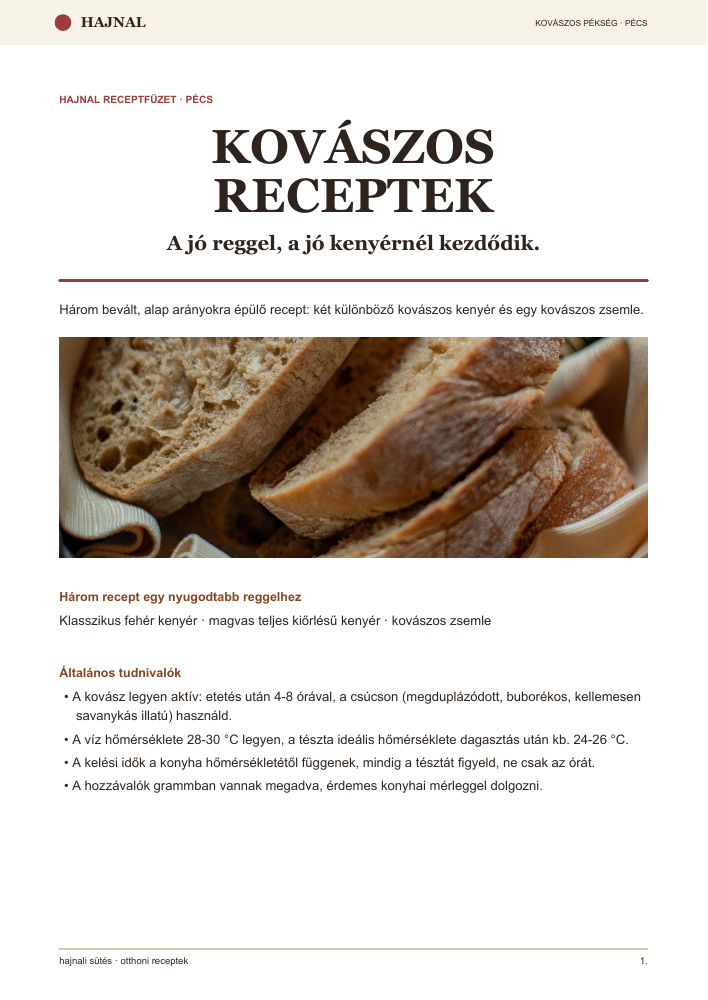 HAJNAL
KOVÁSZOS PÉKSÉG · PÉCS
HAJNAL RECEPTFÜZET · PÉCS
KOVÁSZOS
RECEPTEK
A jó reggel, a jó kenyérnél kezdődik.
Három bevált, alap arányokra épülő recept: két különböző kovászos kenyér és egy kovászos zsemle.
Három recept egy nyugodtabb reggelhez
Klasszikus fehér kenyér · magvas teljes kiőrlésű kenyér · kovászos zsemle
Általános tudnivalók
• A kovász legyen aktív: etetés után 4-8 órával, a csúcson (megduplázódott, buborékos, kellemesen
savanykás illatú) használd.
• A víz hőmérséklete 28-30 °C legyen, a tészta ideális hőmérséklete dagasztás után kb. 24-26 °C.
• A kelési idők a konyha hőmérsékletétől függenek, mindig a tésztát figyeld, ne csak az órát.
• A hozzávalók grammban vannak megadva, érdemes konyhai mérleggel dolgozni.
hajnali sütés · otthoni receptek
1.